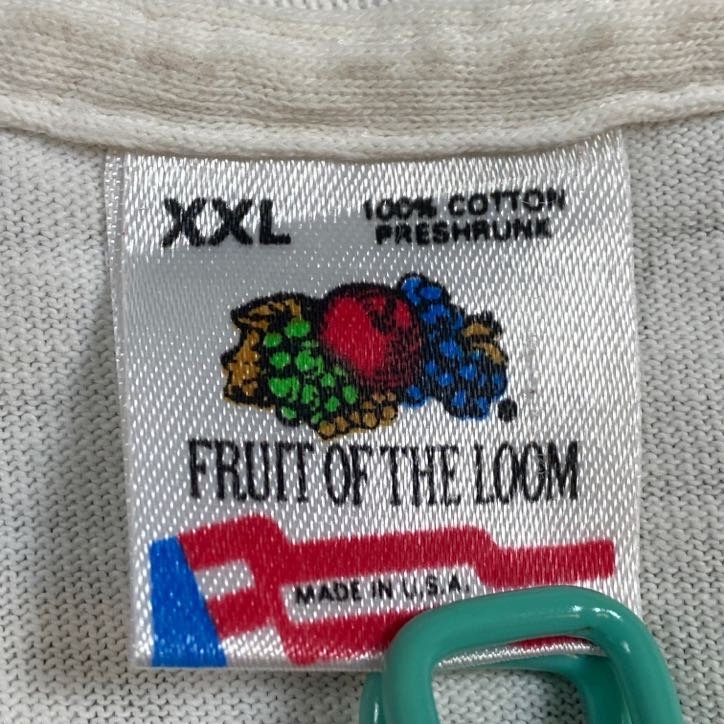 XXL
100% COTTON
PRESHRUNK
FRUIT OF THE LOOM
MADE IN U.S.A.